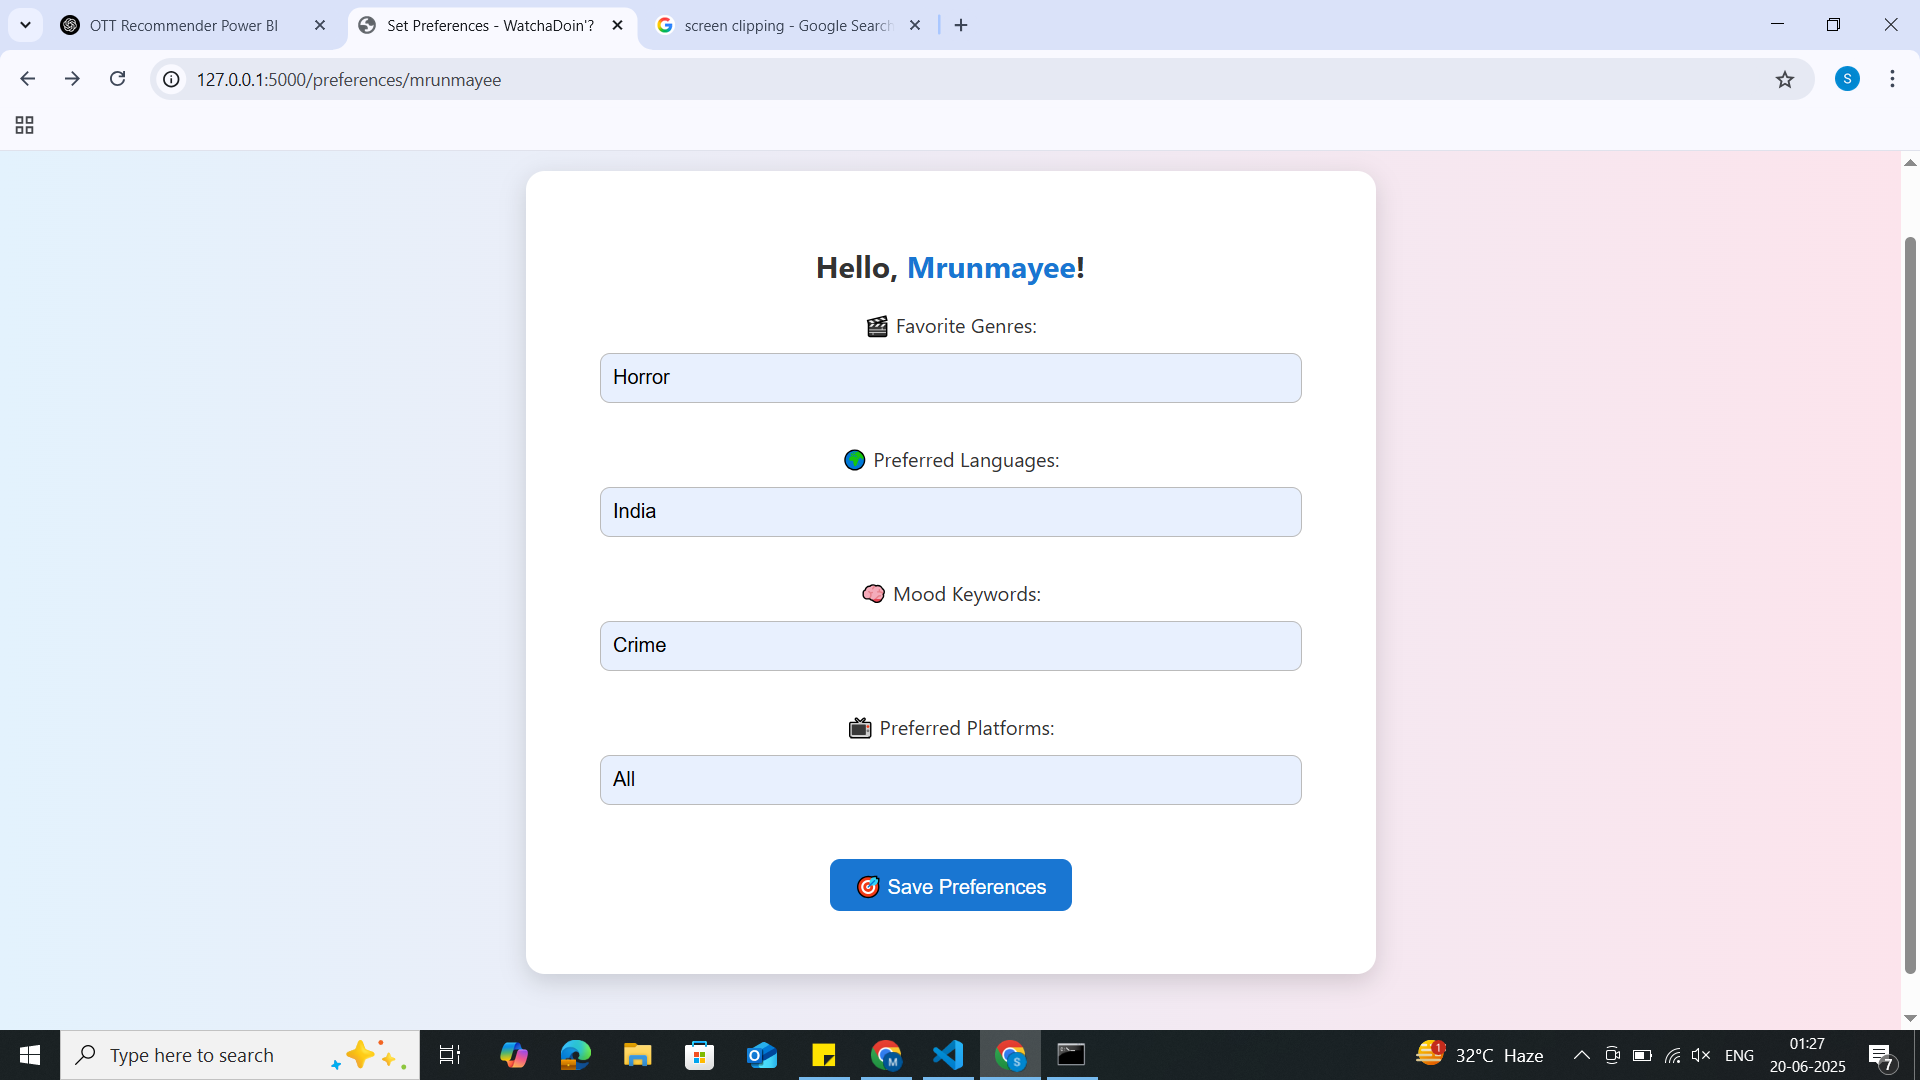 OTT Recommender Power BI
Set Preferences - WatchaDoin'?
screen clipping - Google Search
127.0.0.1:5000/preferences/mrunmayee
S
Hello, Mrunmayee!
🎬 Favorite Genres:
Horror
🌍 Preferred Languages:
India
🧠 Mood Keywords:
Crime
📺 Preferred Platforms:
All
🎯 Save Preferences
Type here to search
M
S
1
32°C Haze
ENG
01:27
20-06-2025
7